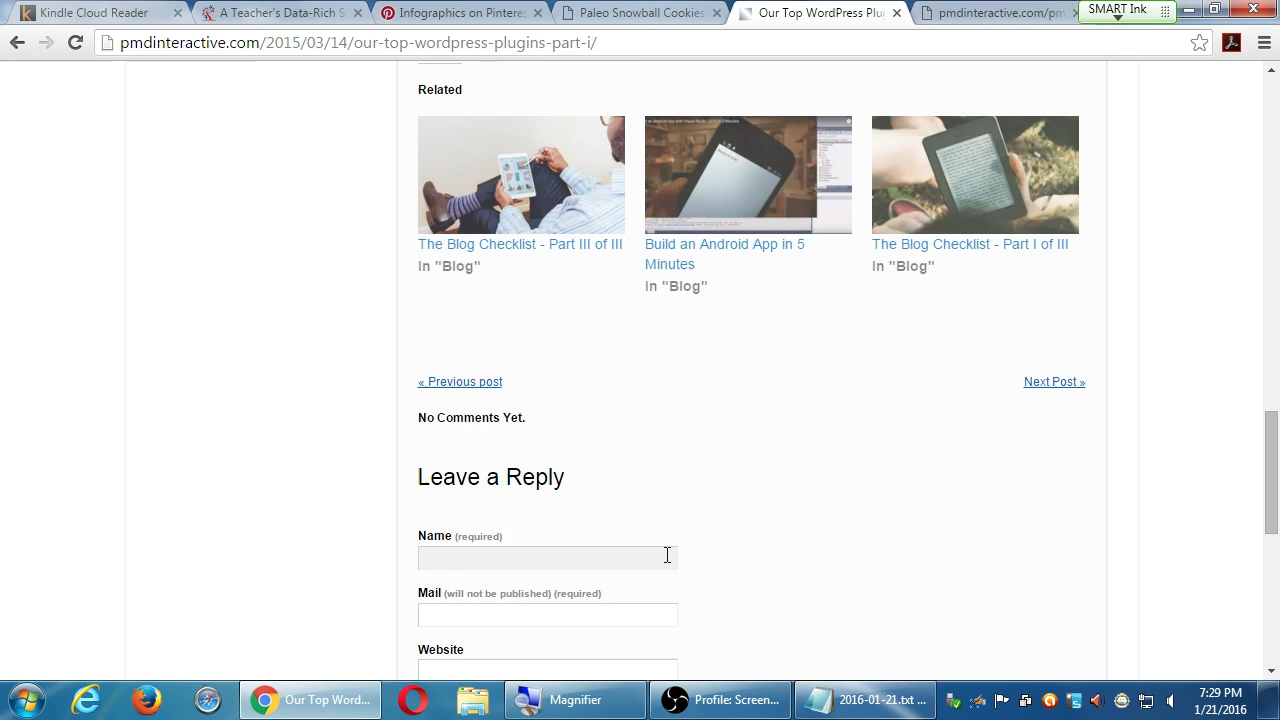 Kindle Cloud Reader
A Teacher's Data-Rich S
Infographics on Pinteres
Paleo Snowball Cookies
Our Top WordPress Plug
pmdinteractive.com/pm
SMART Ink
pmdinteractive.com/2015/03/14/our-top-wordpress-plugins-part-i/
Related
The Blog Checklist - Part III of III
In "Blog"
Build an Android App in 5
Minutes
In "Blog"
The Blog Checklist - Part I of III
In "Blog"
« Previous post
Next Post »
No Comments Yet.
Leave a Reply
Name (required)
Mail (will not be published) (required)
Website
Our Top Word...
Magnifier
Profile: Screen...
2016-01-21.txt ...
7:29 PM
1/21/2016